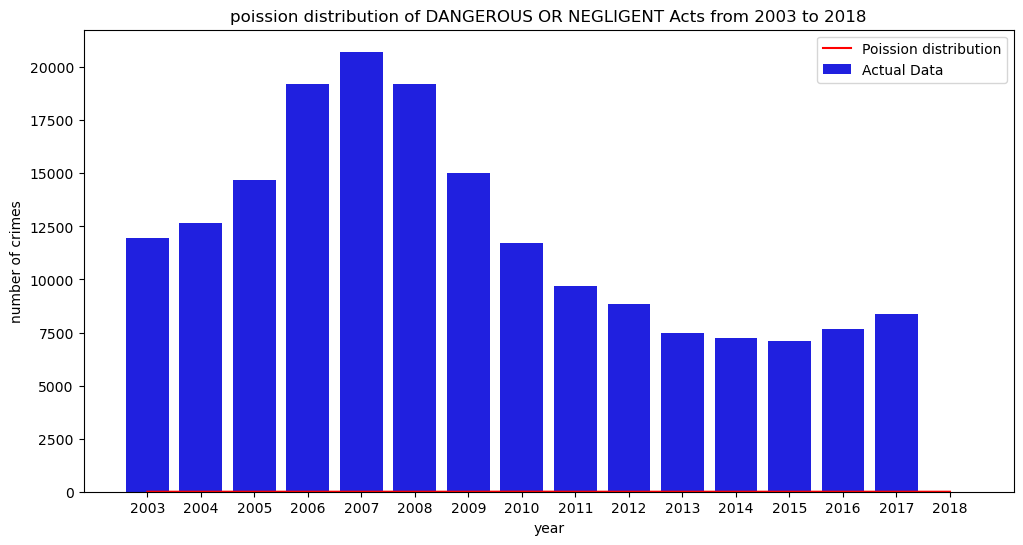 poission distribution of DANGEROUS OR NEGLIGENT Acts from 2003 to 2018
Poission distribution
Actual Data
number of crimes
20000
17500
15000
12500
10000
7500
5000
2500
0
2003 2004 2005 2006 2007 2008 2009 2010 2011 2012 2013 2014 2015 2016 2017 2018
year